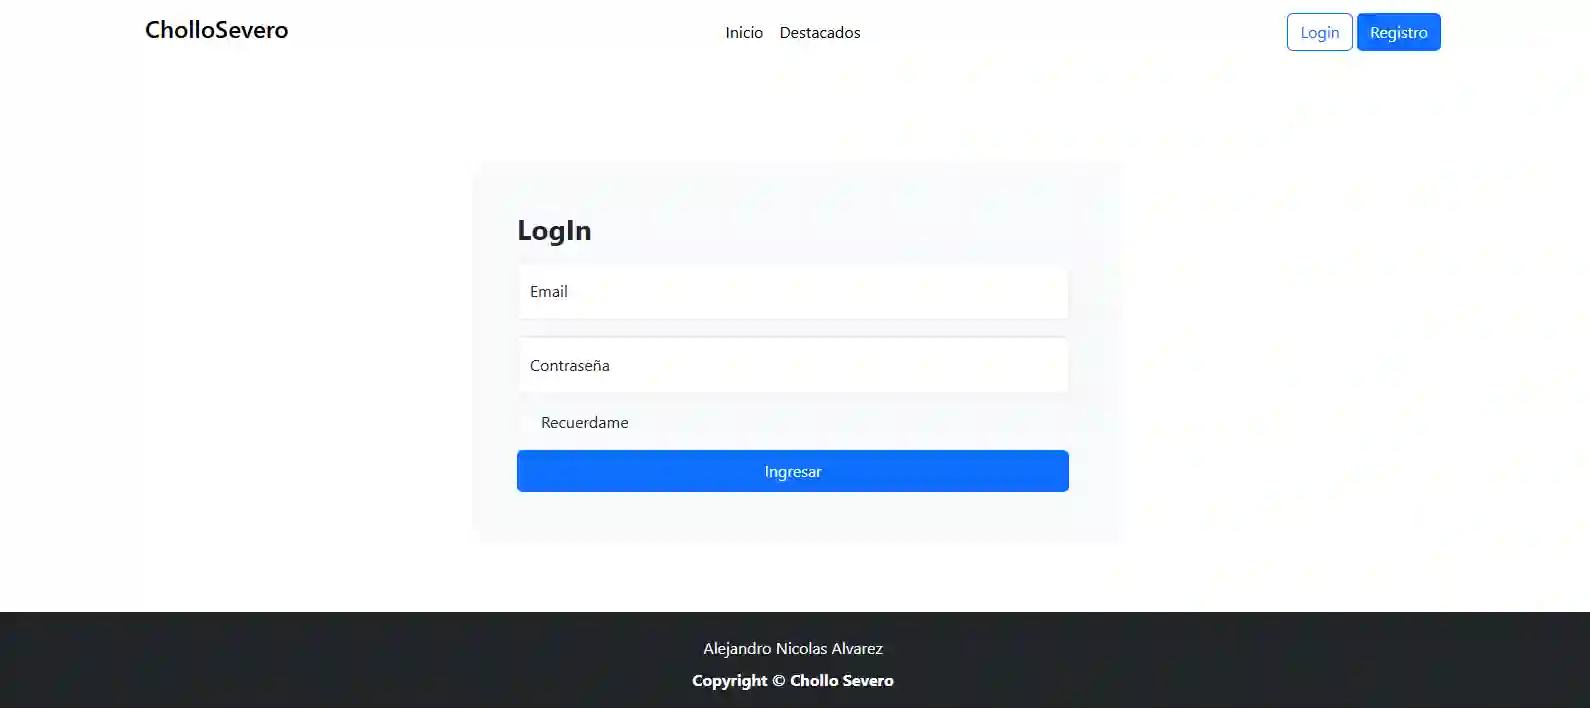 CholloSevero
Inicio Destacados
Login Registro
LogIn
Email
Contraseña
Recuerdame
Ingresar
Alejandro Nicolas Alvarez
Copyright © Chollo Severo